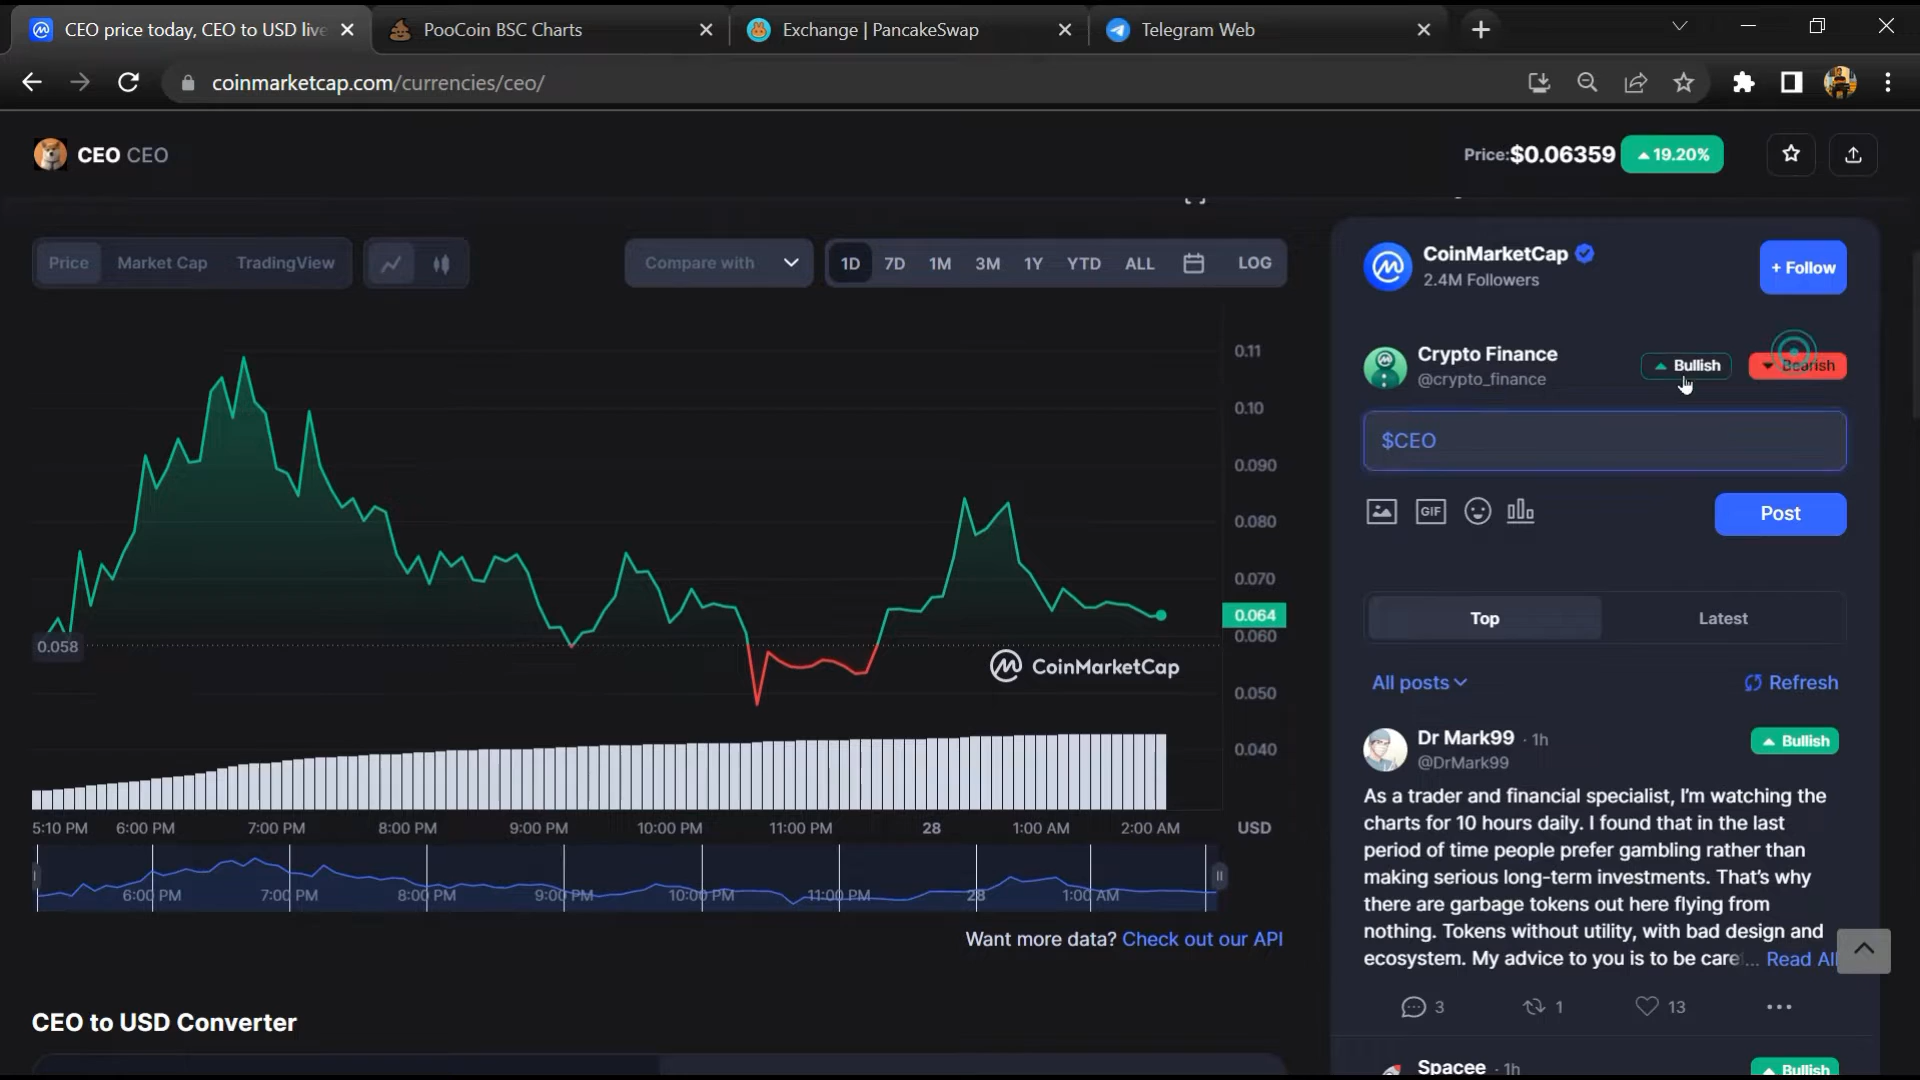 CEO price today, CEO to USD live
PooCoin BSC Charts
Exchange | PancakeSwap
Telegram Web
coinmarketcap.com/currencies/ceo/
CEO CEO
Price:$0.06359
19.20%
Price
Market Cap
TradingView
Compare with
1D
7D
1M
3M
1Y
YTD
ALL
LOG
0.11
0.10
0.090
0.080
0.070
0.064
0.060
0.050
0.040
0.058
CoinMarketCap
5:10 PM
6:00 PM
7:00 PM
8:00 PM
9:00 PM
10:00 PM
11:00 PM
28
1:00 AM
2:00 AM
USD
6:00 PM
7:00 PM
8:00 PM
9:00 PM
10:00 PM
11:00 PM
28
1:00 AM
Want more data? Check out our API
CEO to USD Converter
CoinMarketCap
2.4M Followers
+ Follow
Crypto Finance
@crypto_finance
Bullish
Bearish
$CEO
GIF
Post
Top
Latest
All posts
Refresh
Dr Mark99 · 1h
@DrMark99
Bullish
As a trader and financial specialist, I'm watching the
charts for 10 hours daily. I found that in the last
period of time people prefer gambling rather than
making serious long-term investments. That's why
there are garbage tokens out here flying from
nothing. Tokens without utility, with bad design and
ecosystem. My advice to you is to be care... Read All
3
1
13
Spacee · 1h
Bullish